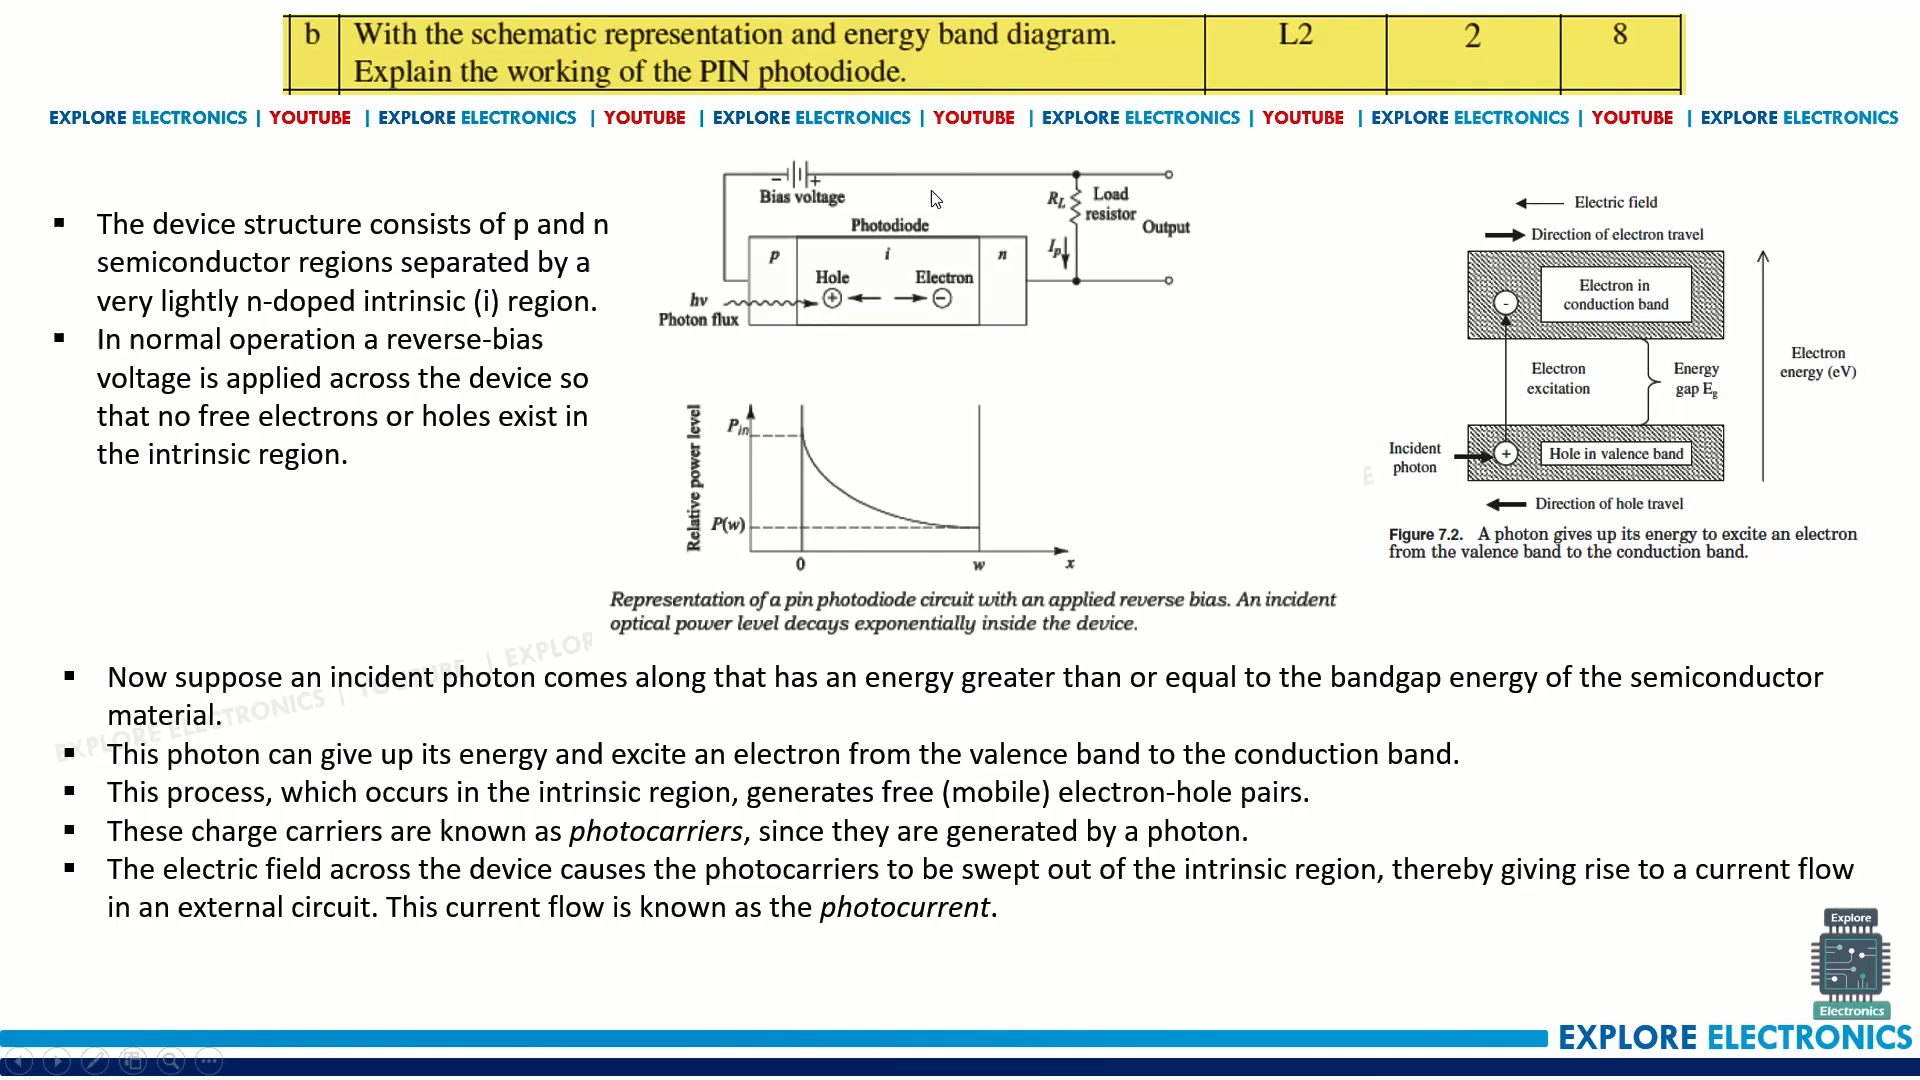 b With the schematic representation and energy band diagram. L2 2 8
Explain the working of the PIN photodiode.
EXPLORE ELECTRONICS | YOUTUBE | EXPLORE ELECTRONICS | YOUTUBE | EXPLORE ELECTRONICS | YOUTUBE | EXPLORE ELECTRONICS | YOUTUBE | EXPLORE ELECTRONICS | YOUTUBE | EXPLORE ELECTRONICS
▪ The device structure consists of p and n
semiconductor regions separated by a
very lightly n-doped intrinsic (i) region.
▪ In normal operation a reverse-bias
voltage is applied across the device so
that no free electrons or holes exist in
the intrinsic region.
− +
Bias voltage
Photodiode
p i n
Hole Electron
+ −
hν
Photon flux
RL
Load
resistor
Output
Ip
Relative power level
Pin
P(w)
0 w x
Representation of a pin photodiode circuit with an applied reverse bias. An incident
optical power level decays exponentially inside the device.
Electric field
Direction of electron travel
Electron in
conduction band
-
Electron
excitation
Energy
gap Eg
Electron
energy (eV)
Incident
photon
+
Hole in valence band
Direction of hole travel
Figure 7.2. A photon gives up its energy to excite an electron
from the valence band to the conduction band.
E
EXPLORE ELECTRONICS | YOUTUBE | EXPLOR
▪ Now suppose an incident photon comes along that has an energy greater than or equal to the bandgap energy of the semiconductor
material.
▪ This photon can give up its energy and excite an electron from the valence band to the conduction band.
▪ This process, which occurs in the intrinsic region, generates free (mobile) electron-hole pairs.
▪ These charge carriers are known as photocarriers, since they are generated by a photon.
▪ The electric field across the device causes the photocarriers to be swept out of the intrinsic region, thereby giving rise to a current flow
in an external circuit. This current flow is known as the photocurrent.
Explore
Electronics
EXPLORE ELECTRONICS